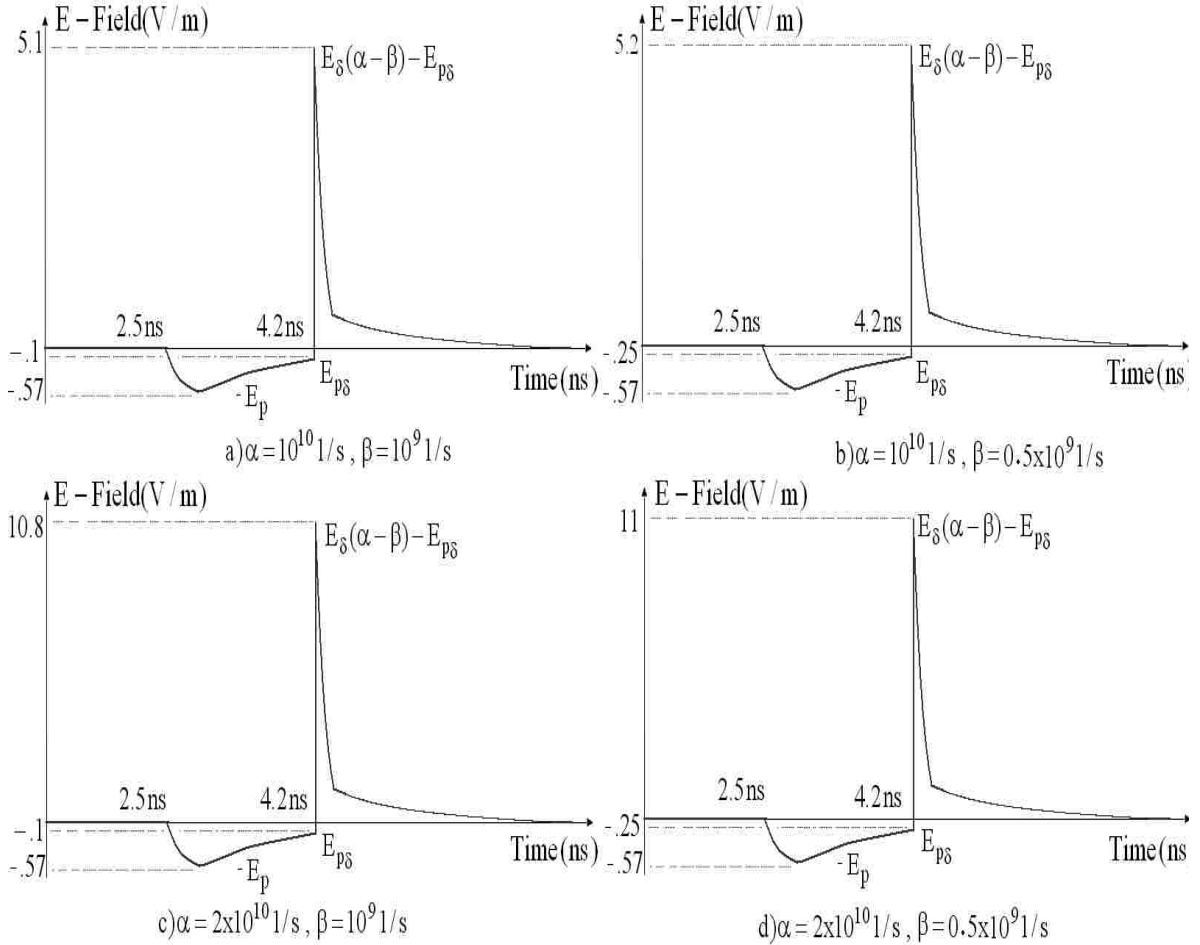 E – Field(V/m)
5.1
E_δ(α–β)–E_pδ
2.5ns
4.2ns
–.1
-.57
-E_p
E_pδ
Time(ns)
a)α=10^10 1/s , β=10^9 1/s
E – Field(V/m)
5.2
E_δ(α–β)–E_pδ
2.5ns
4.2ns
-.25
-.57
-E_p
E_pδ
Time(ns)
b)α=10^10 1/s , β=0.5x10^9 1/s
E – Field(V/m)
10.8
E_δ(α–β)–E_pδ
2.5ns
4.2ns
–.1
-.57
-E_p
E_pδ
Time(ns)
c)α=2x10^10 1/s , β=10^9 1/s
E – Field(V/m)
11
E_δ(α–β)–E_pδ
2.5ns
4.2ns
-.25
-.57
-E_p
E_pδ
Time(ns)
d)α=2x10^10 1/s , β=0.5x10^9 1/s